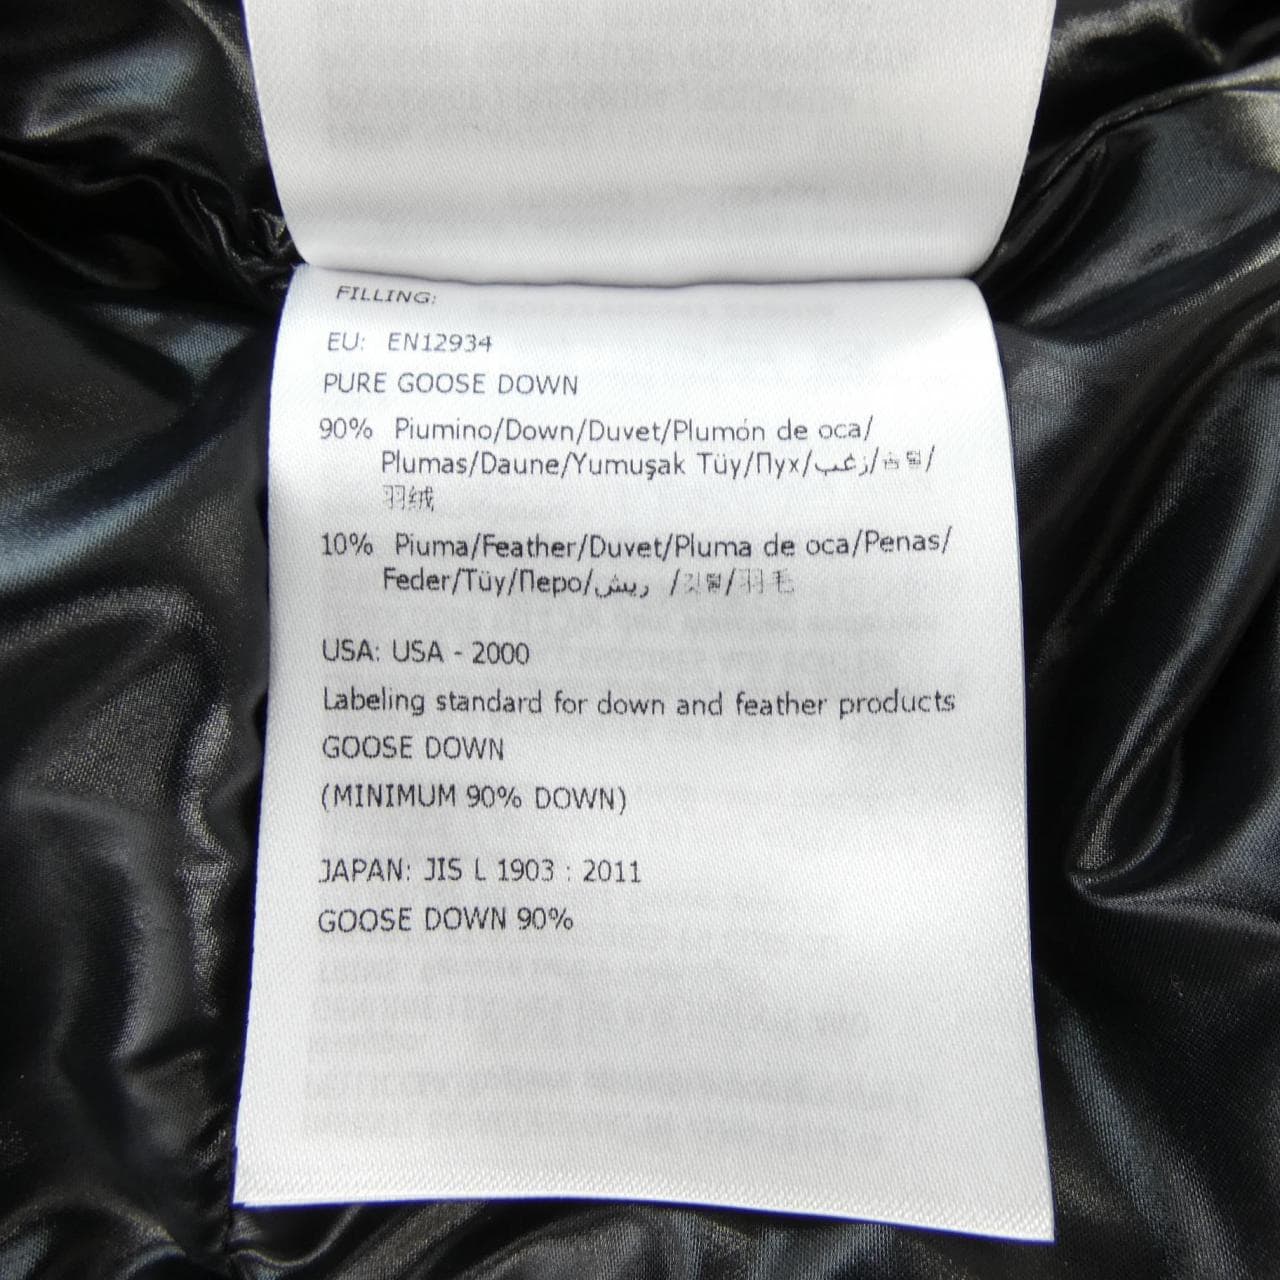 FILLING:
EU: EN12934
PURE GOOSE DOWN
90% Piumino/Down/Duvet/Plumón de oca/
Plumas/Daune/Yumuşak Tüy/Пух/زغب/솜털/
羽绒
10% Piuma/Feather/Duvet/Pluma de oca/Penas/
Feder/Tüy/Перо/ريش /깃털/羽毛
USA: USA - 2000
Labeling standard for down and feather products
GOOSE DOWN
(MINIMUM 90% DOWN)
JAPAN: JIS L 1903 : 2011
GOOSE DOWN 90%